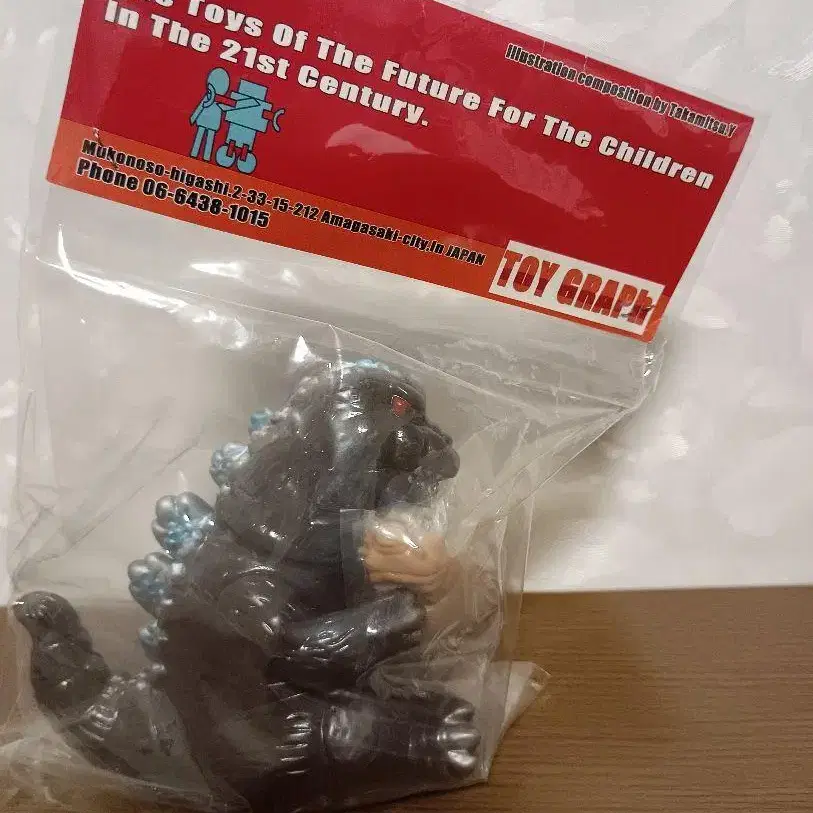 Toys Of The Future For The Children
In The 21st Century.
illustration composition by Takamitsu.Y
Mukonoso-higashi.2-33-15-212 Amagasaki-city.in JAPAN
Phone 06-6438-1015
TOY GRAPh